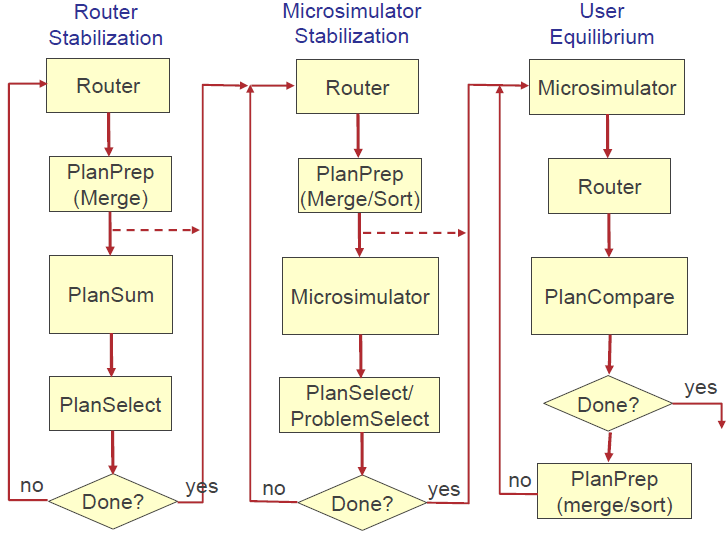 Router
Stabilization
Router
PlanPrep
(Merge)
PlanSum
PlanSelect
Done?
no
yes
Microsimulator
Stabilization
Router
PlanPrep
(Merge/Sort)
Microsimulator
PlanSelect/
ProblemSelect
Done?
no
yes
User
Equilibrium
Microsimulator
Router
PlanCompare
Done?
yes
no
PlanPrep
(merge/sort)